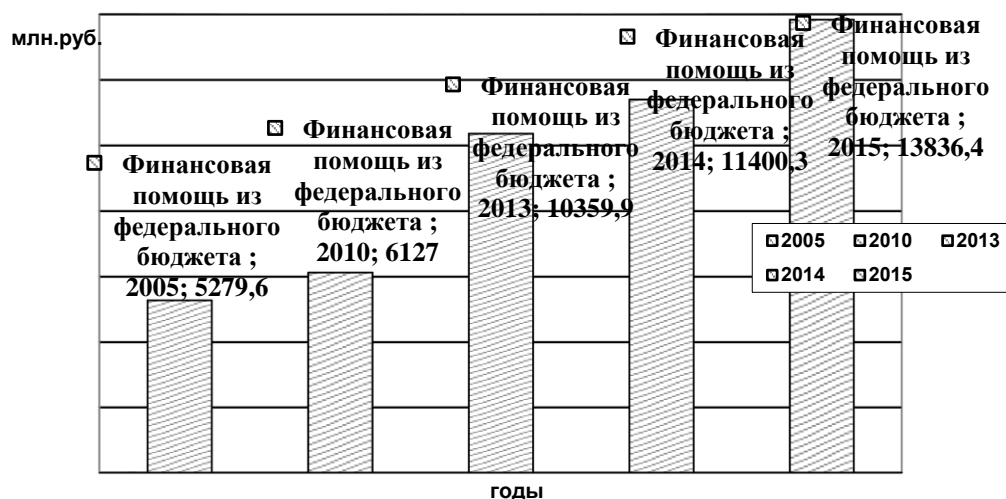 млн.руб.
Финансовая
помощь из
федерального
бюджета ;
2005; 5279,6
Финансовая
помощь из
федерального
бюджета ;
2010; 6127
Финансовая
помощь из
федерального
бюджета ;
2013; 10359,9
Финансовая
помощь из
федерального
бюджета ;
2014; 11400,3
Финансовая
помощь из
федерального
бюджета ;
2015; 13836,4
2005 2010 2013
2014 2015
годы